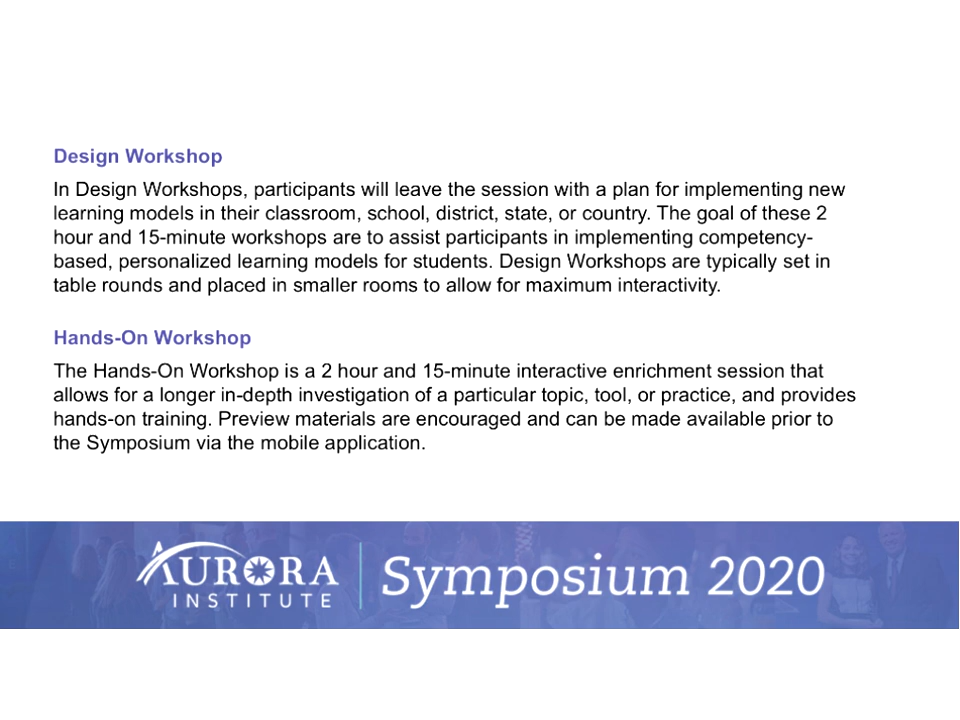 Design Workshop
In Design Workshops, participants will leave the session with a plan for implementing new
learning models in their classroom, school, district, state, or country. The goal of these 2
hour and 15-minute workshops are to assist participants in implementing competency-
based, personalized learning models for students. Design Workshops are typically set in
table rounds and placed in smaller rooms to allow for maximum interactivity.
Hands-On Workshop
The Hands-On Workshop is a 2 hour and 15-minute interactive enrichment session that
allows for a longer in-depth investigation of a particular topic, tool, or practice, and provides
hands-on training. Preview materials are encouraged and can be made available prior to
the Symposium via the mobile application.
AURORA
INSTITUTE
Symposium 2020